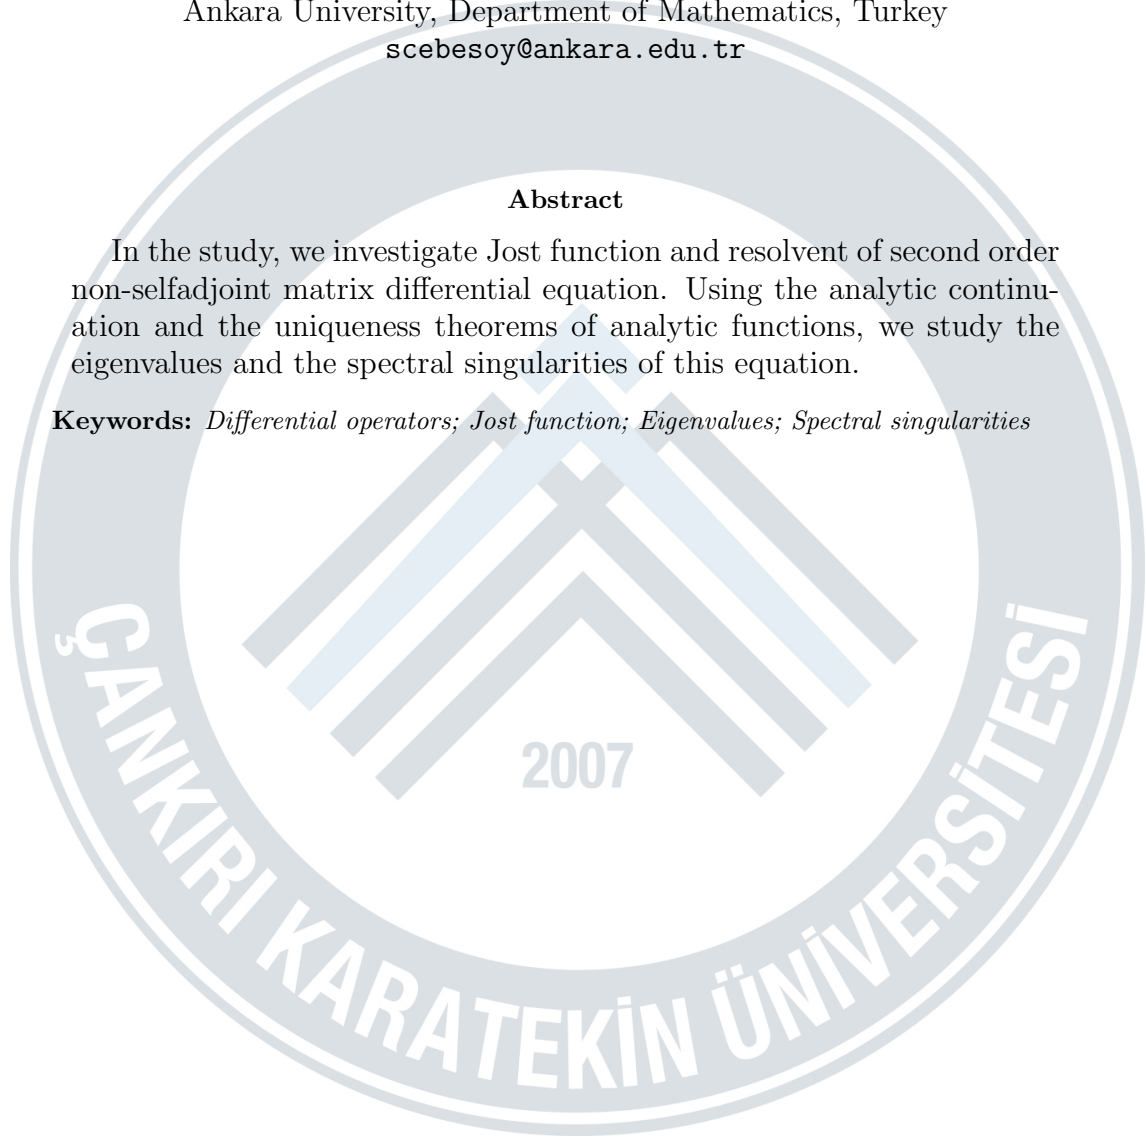 Ankara University, Department of Mathematics, Turkey
scebesoy@ankara.edu.tr
Abstract
In the study, we investigate Jost function and resolvent of second order
non-selfadjoint matrix differential equation. Using the analytic continu-
ation and the uniqueness theorems of analytic functions, we study the
eigenvalues and the spectral singularities of this equation.
Keywords: Differential operators; Jost function; Eigenvalues; Spectral singularities
2007
ÇANKIRI KARATEKİN ÜNİVERSİTESİ